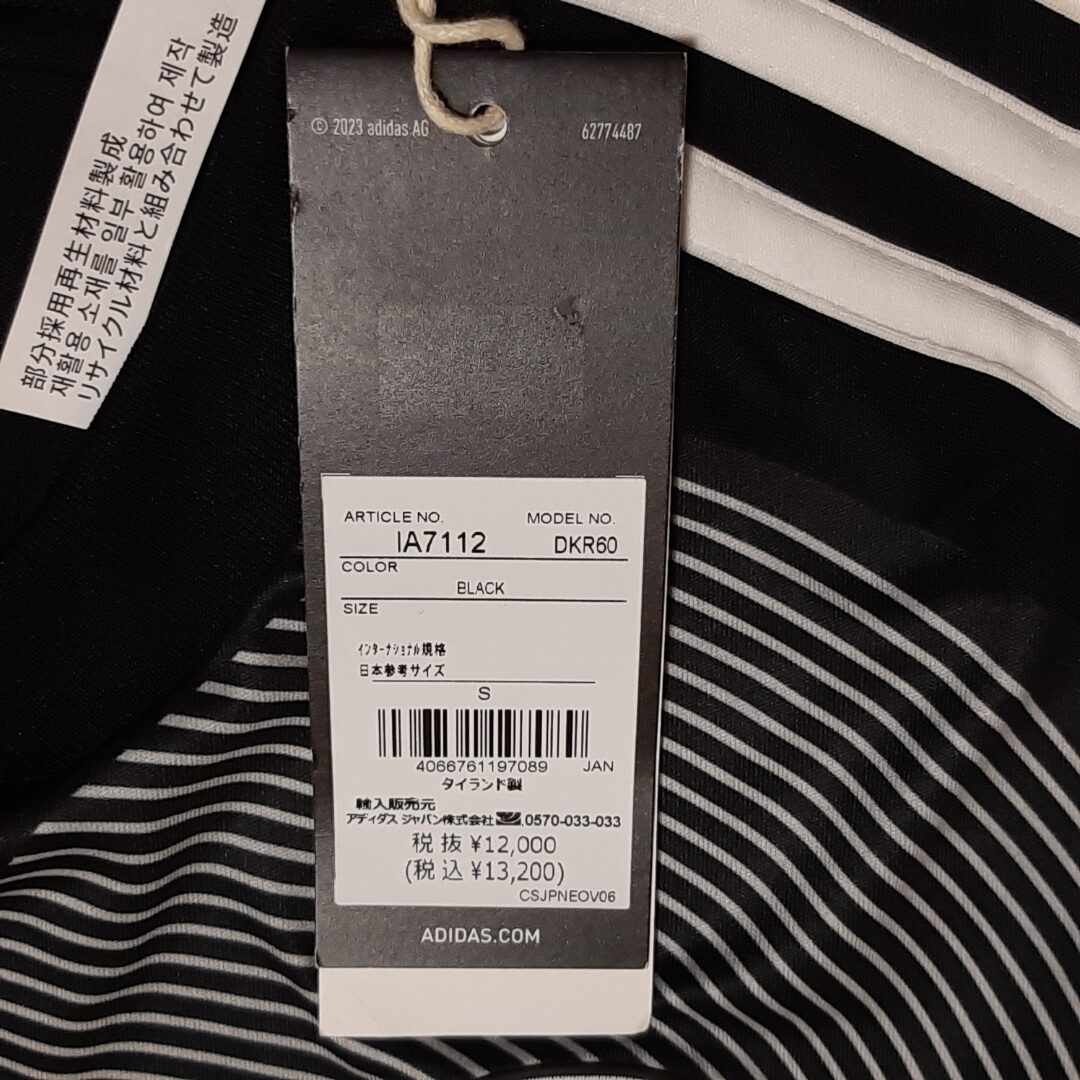 部分採用再生材料製成
재활용 소재를 일부 활용하여 제작
リサイクル材料と組み合わせて製造
© 2023 adidas AG 62774487
ARTICLE NO. MODEL NO.
IA7112 DKR60
COLOR
BLACK
SIZE
インターナショナル規格
日本参考サイズ
S
4066761197089 JAN
タイランド製
輸入販売元
アディダス ジャパン株式会社 0570-033-033
税抜 ¥12,000
(税込 ¥13,200)
CSJPNEOV06
ADIDAS.COM